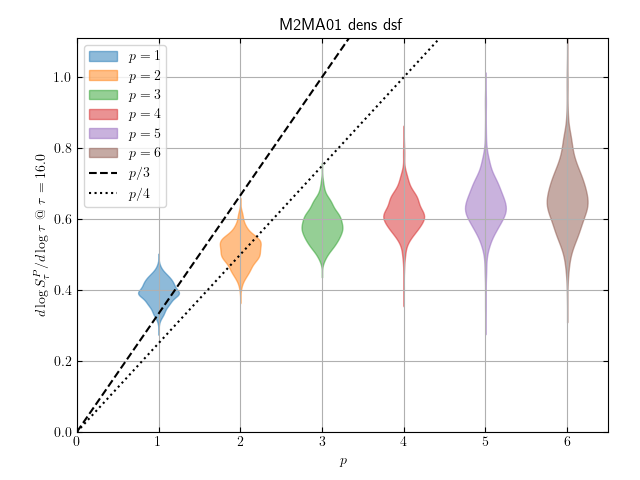 M2MA01 dens dsf
d log S_τ^P / d log τ @ τ = 16.0
1.0
0.8
0.6
0.4
0.2
0.0
p = 1
p = 2
p = 3
p = 4
p = 5
p = 6
p/3
p/4
0 1 2 3 4 5 6
p